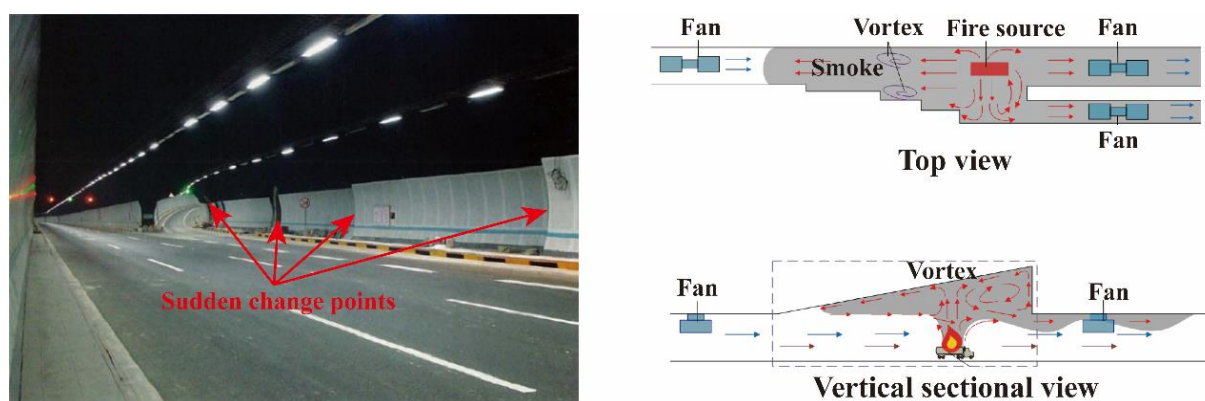 Sudden change points
Fan
Vortex
Fire source
Fan
Smoke
Fan
Top view
Fan
Vortex
Fan
Vertical sectional view